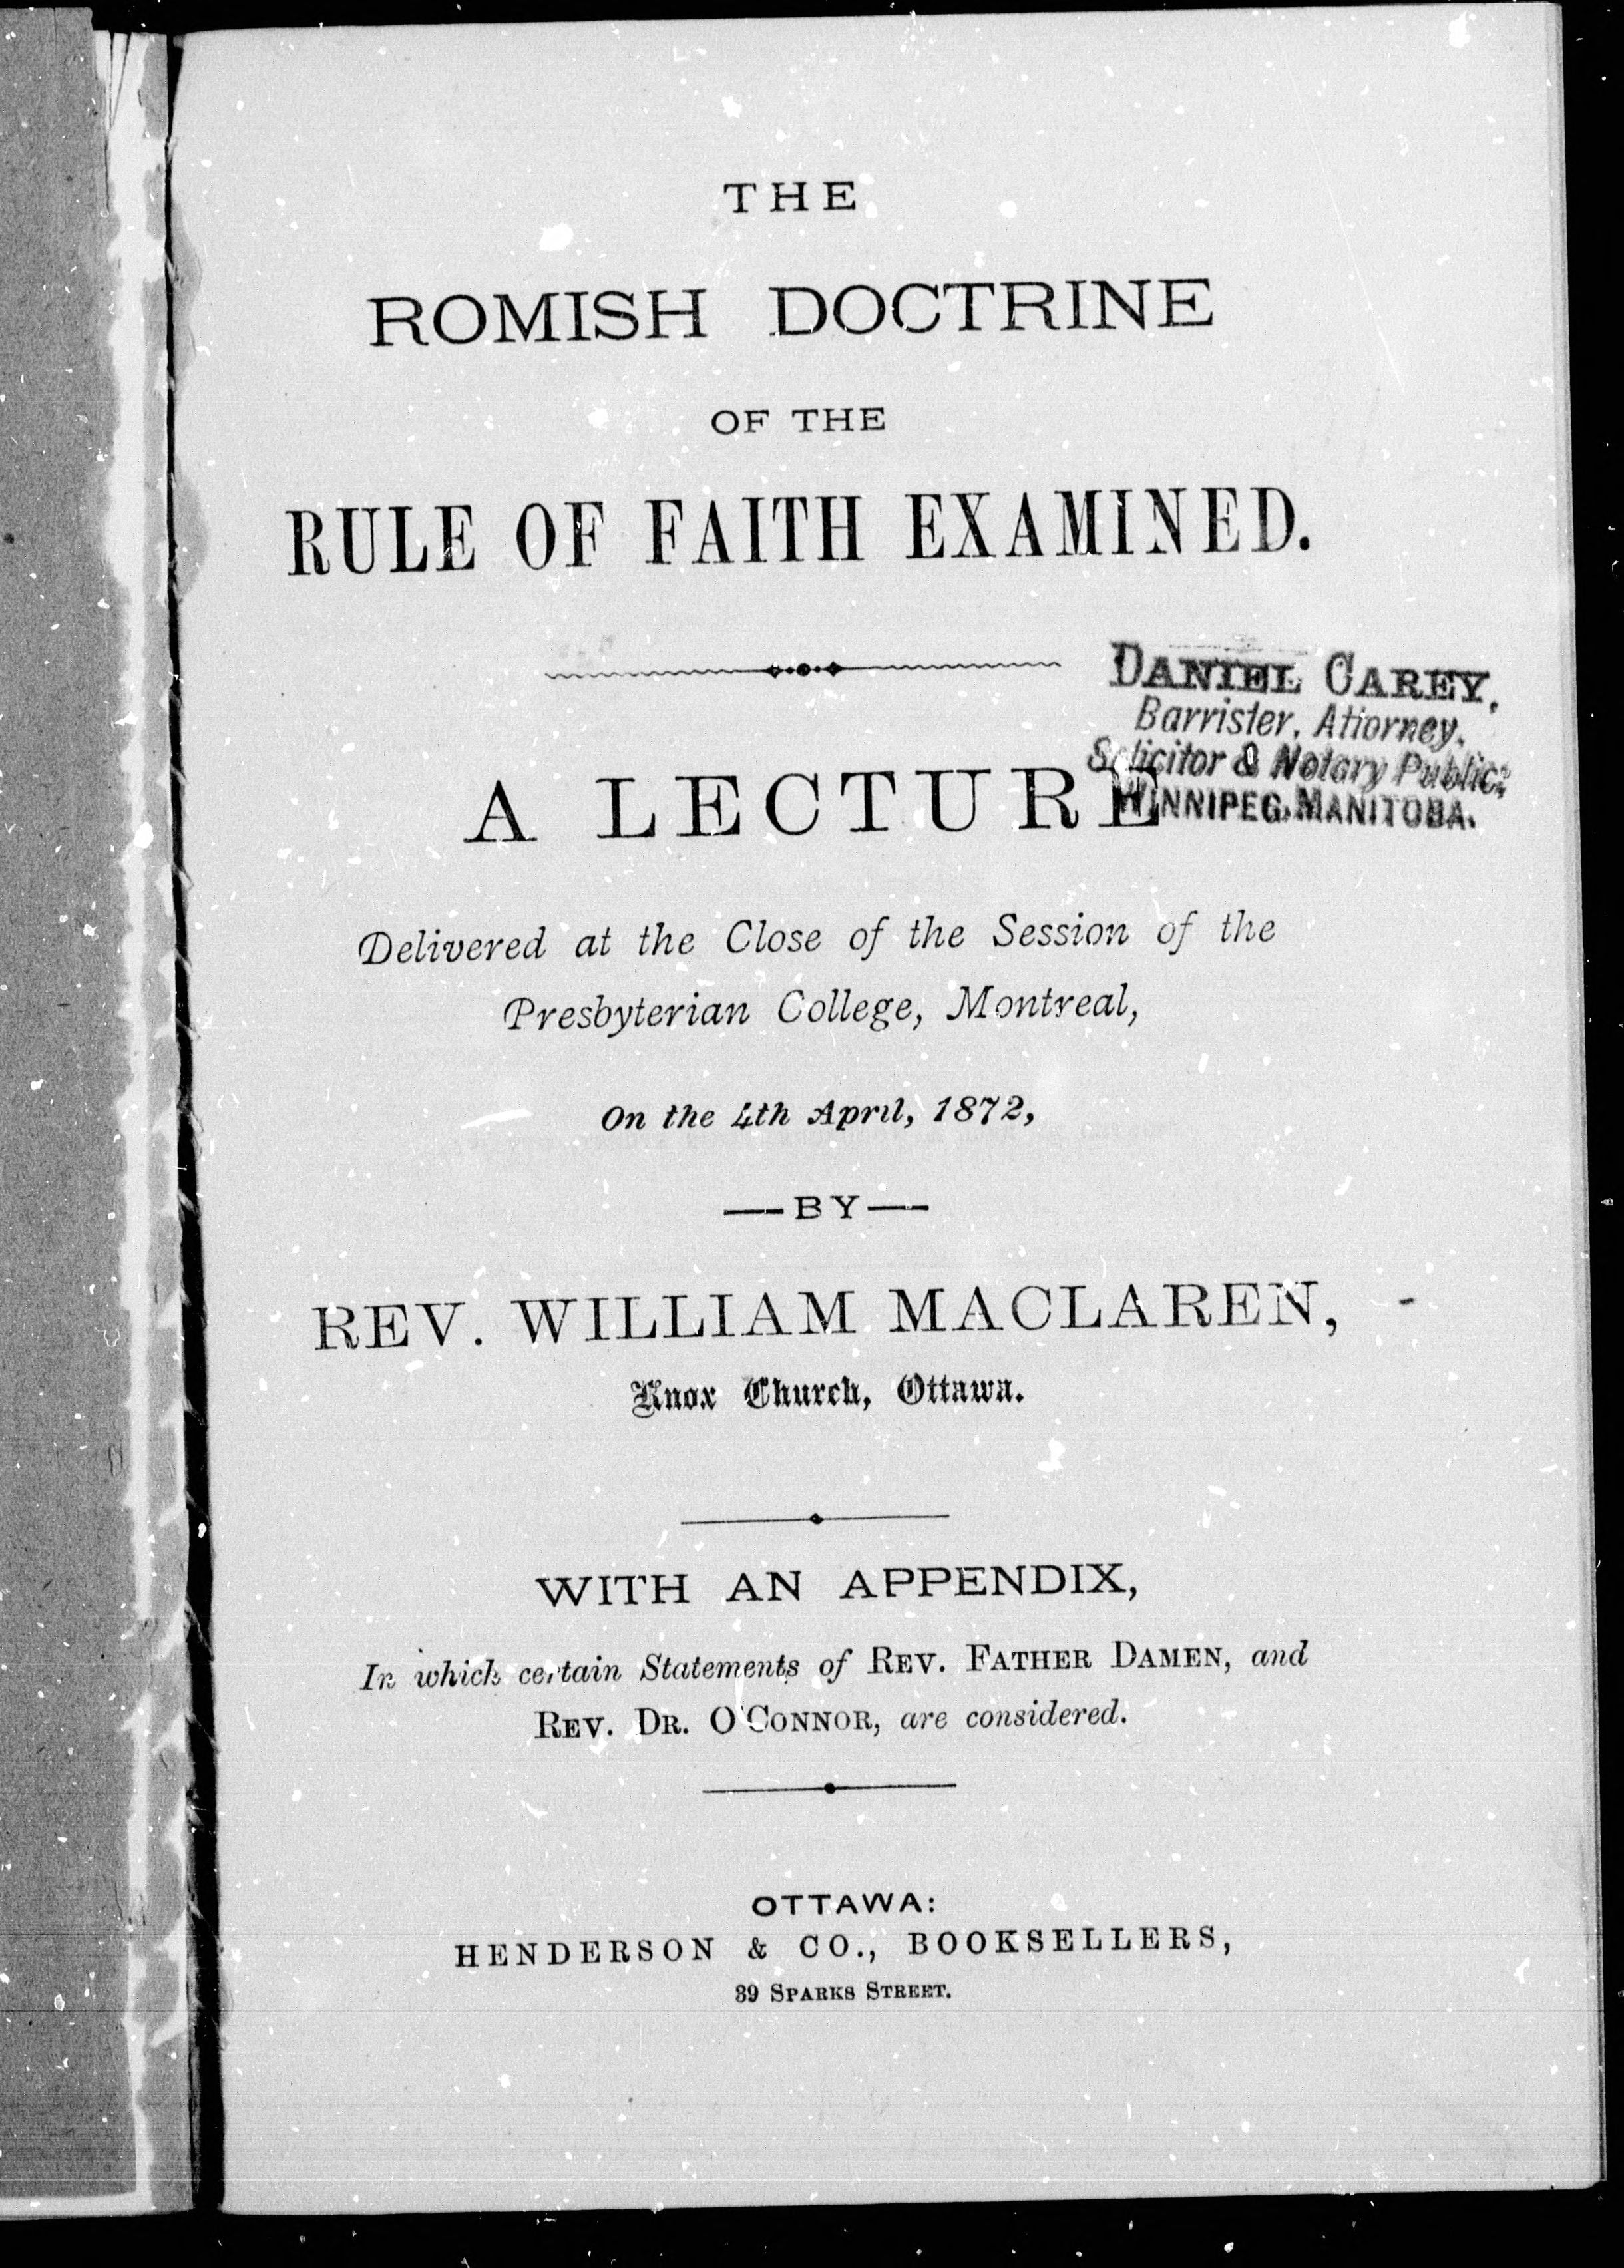 THE
ROMISH DOCTRINE
OF THE
RULE OF FAITH EXAMINED.
DANIEL CAREY,
Barrister, Attorney,
Solicitor & Notary Public,
WINNIPEG, MANITOBA.
A LECTURE
Delivered at the Close of the Session of the
Presbyterian College, Montreal,
On the 4th April, 1872,
—BY—
REV. WILLIAM MACLAREN,
Knox Church, Ottawa.
WITH AN APPENDIX,
In which certain Statements of REV. FATHER DAMEN, and
REV. DR. O'CONNOR, are considered.
OTTAWA:
HENDERSON & CO., BOOKSELLERS,
39 SPARKS STREET.